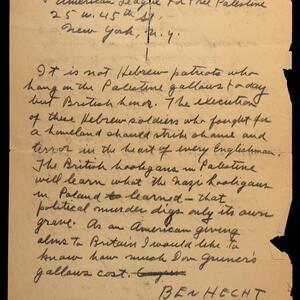 American League for Free Palestine
25 W. 45th St.
New York, N.Y.
It is not Hebrew patriots who
hang on the Palestine gallows today
but British honor. The execution
of these Hebrew soldiers who fought for
a homeland should strike shame and
terror in the heart of every Englishman.
The British hooligans in Palestine
will learn what the Nazi hooligans
in Poland learned – that
political murder digs only its own
grave. As an American giving
alms to Britain I would like to
know how much Dov Gruner's
gallows cost.
BEN HECHT